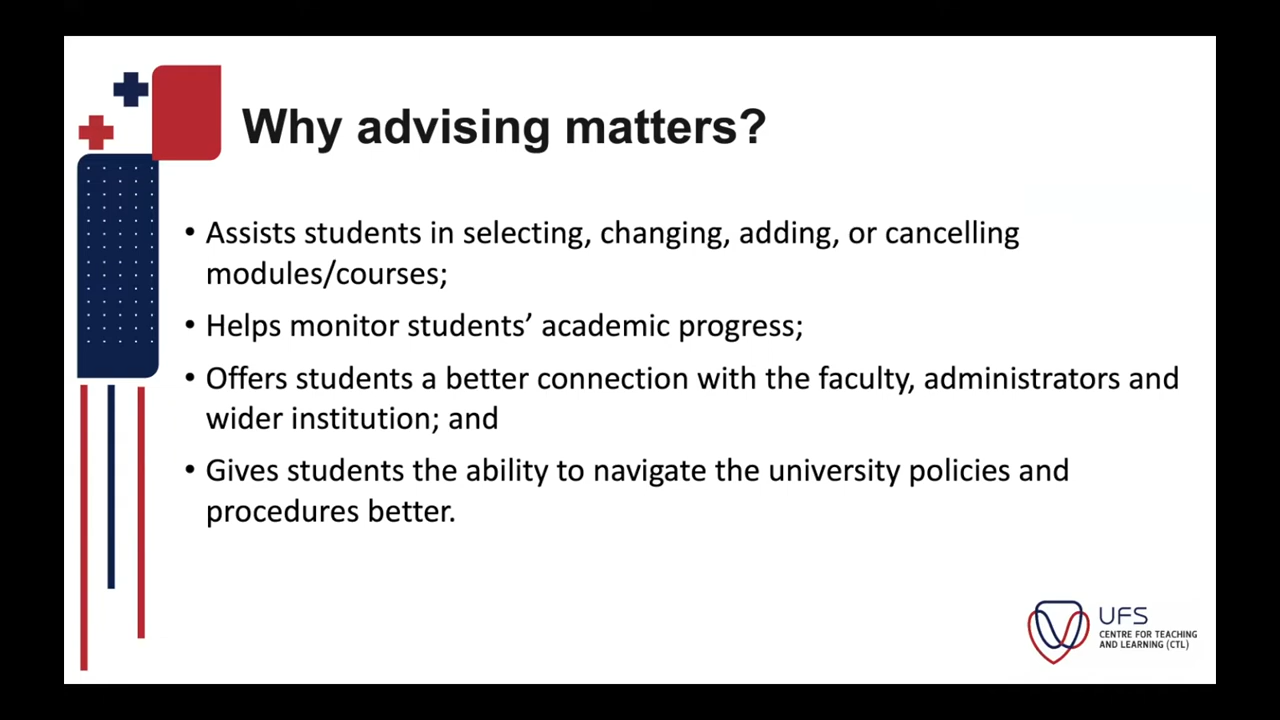 Why advising matters?
• Assists students in selecting, changing, adding, or cancelling
modules/courses;
• Helps monitor students’ academic progress;
• Offers students a better connection with the faculty, administrators and
wider institution; and
• Gives students the ability to navigate the university policies and
procedures better.
UFS
CENTRE FOR TEACHING
AND LEARNING (CTL)